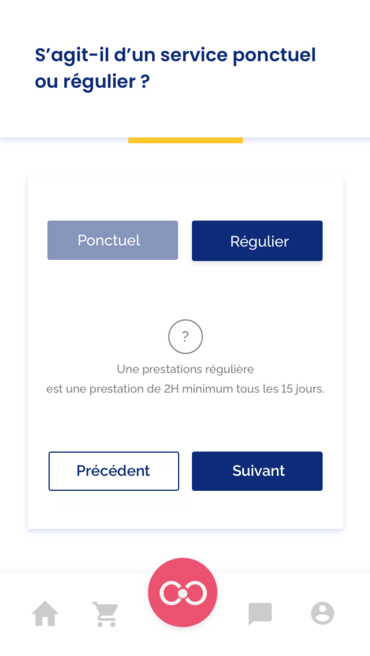 S’agit-il d’un service ponctuel
ou régulier ?
Ponctuel
Régulier
?
Une prestations régulière
est une prestation de 2H minimum tous les 15 jours.
Précédent
Suivant